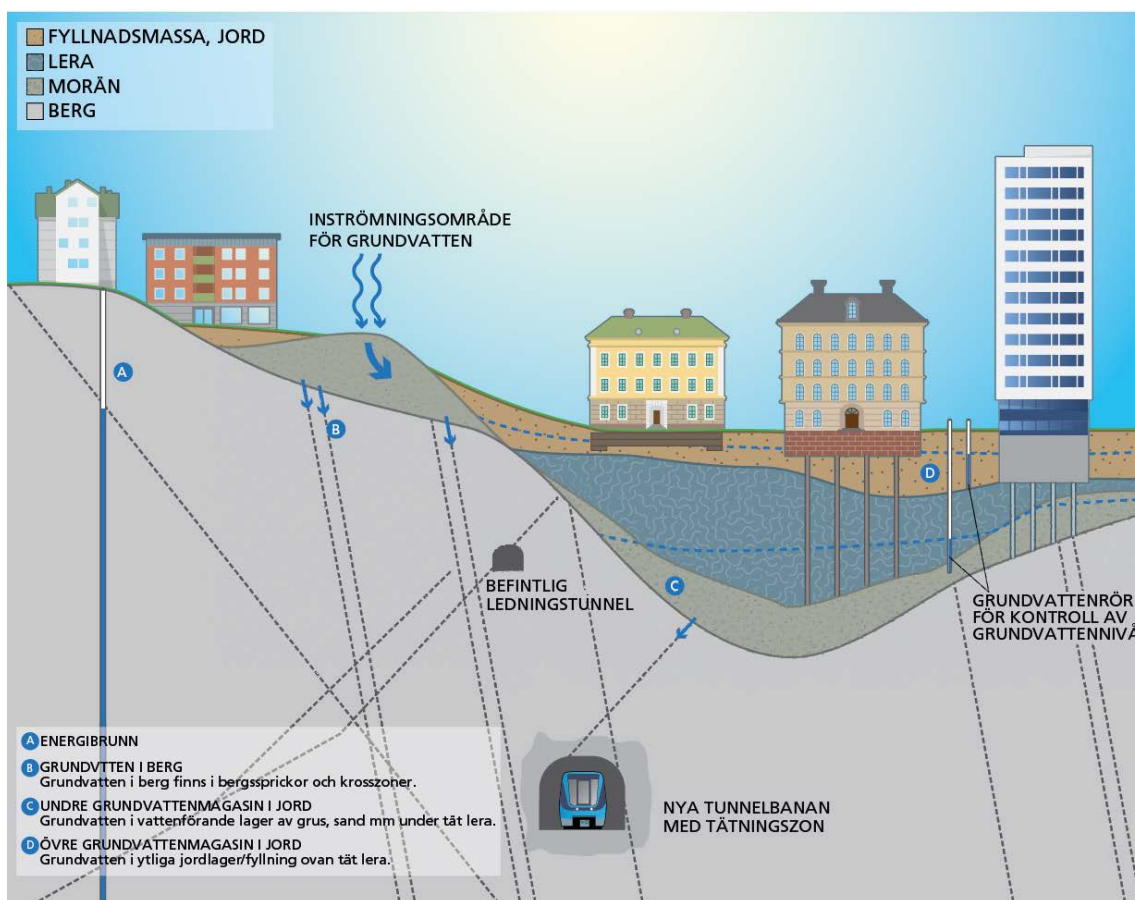 FYLLNADSMASSA, JORD
LERA
MORÄN
BERG
INSTRÖMNINGSOMRÅDE
FÖR GRUNDVATTEN
A
B
D
C
BEFINTLIG
LEDNINGSTUNNEL
GRUNDVATTENRÖR
FÖR KONTROLL AV
GRUNDVATTENNIVÅ
NYA TUNNELBANAN
MED TÄTNINGSZON
A ENERGIBRUNN
B GRUNDVTTEN I BERG
Grundvatten i berg finns i bergssprickor och krosszoner.
C UNDRE GRUNDVATTENMAGASIN I JORD
Grundvatten i vattenförande lager av grus, sand mm under tät lera.
D ÖVRE GRUNDVATTENMAGASIN I JORD
Grundvatten i ytliga jordlager/fyllning ovan tät lera.